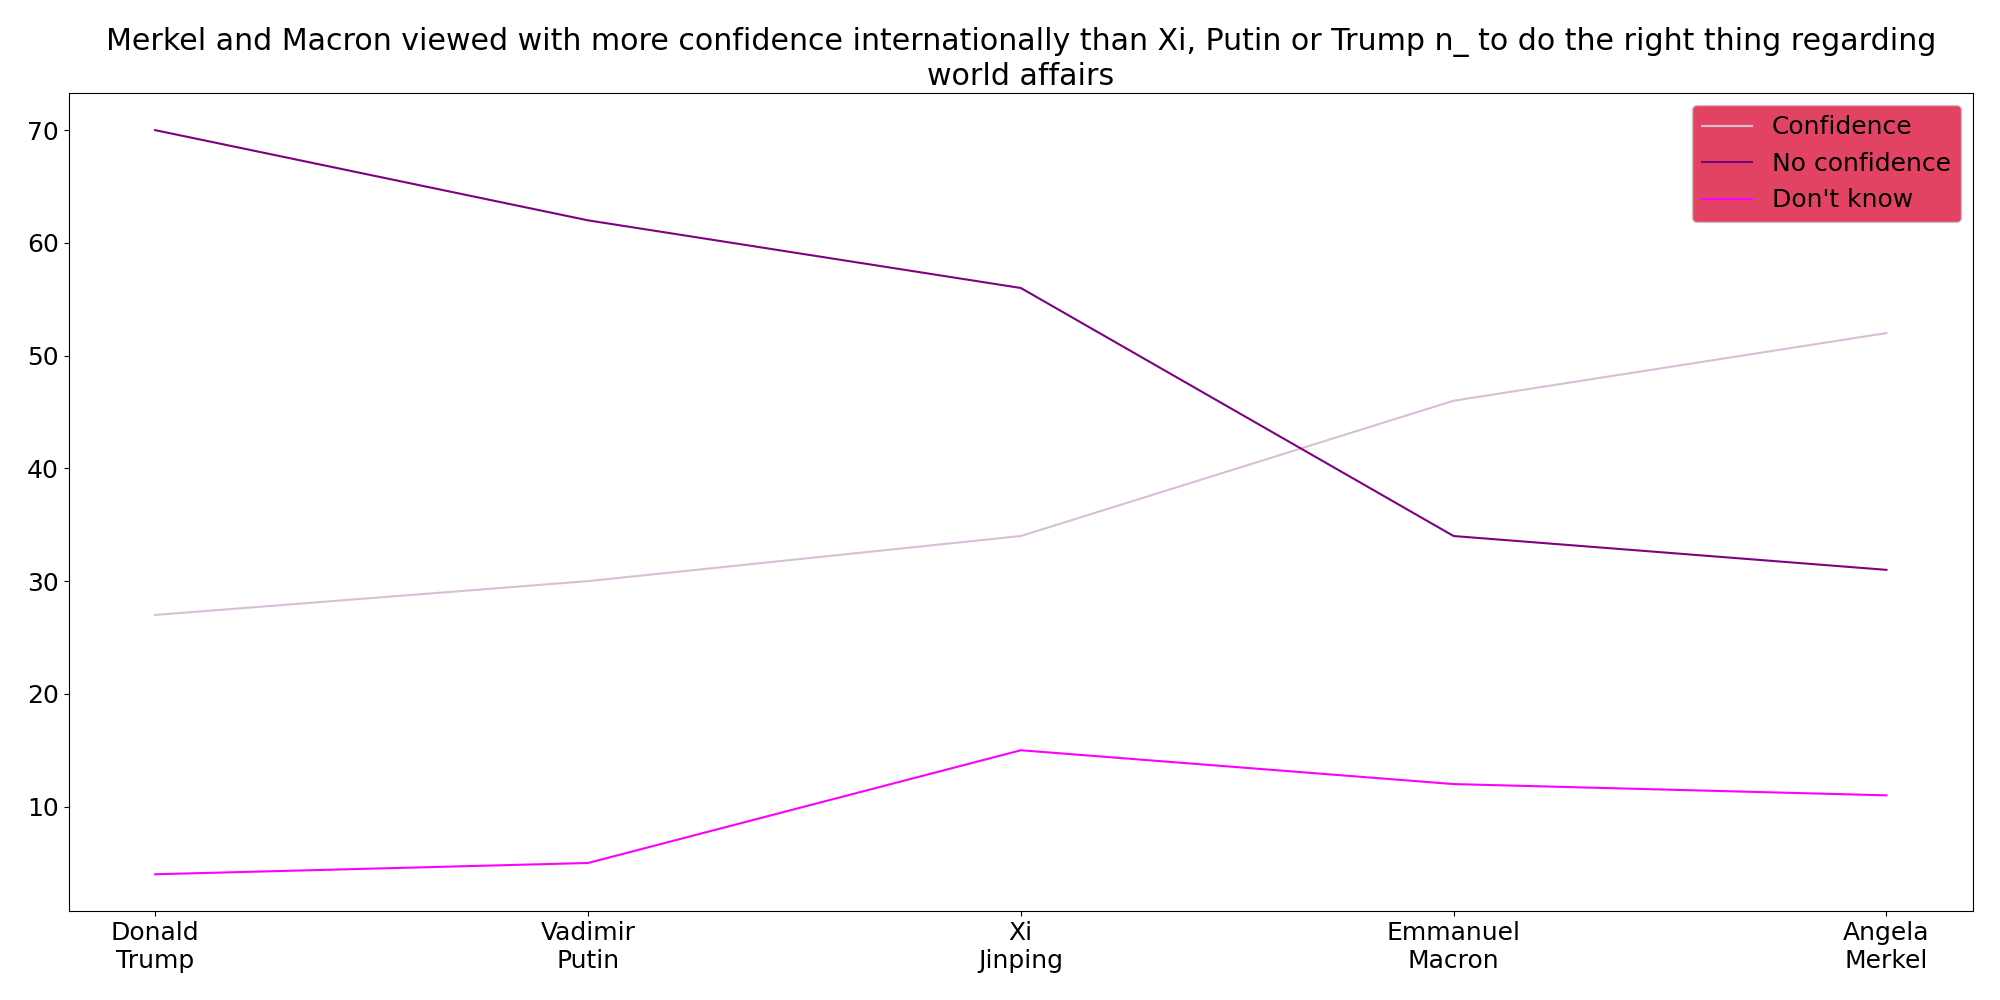 Merkel and Macron viewed with more confidence internationally than Xi, Putin or Trump n_ to do the right thing regarding
world affairs
Confidence
No confidence
Don't know
70
60
50
40
30
20
10
Donald
Trump
Vadimir
Putin
Xi
Jinping
Emmanuel
Macron
Angela
Merkel